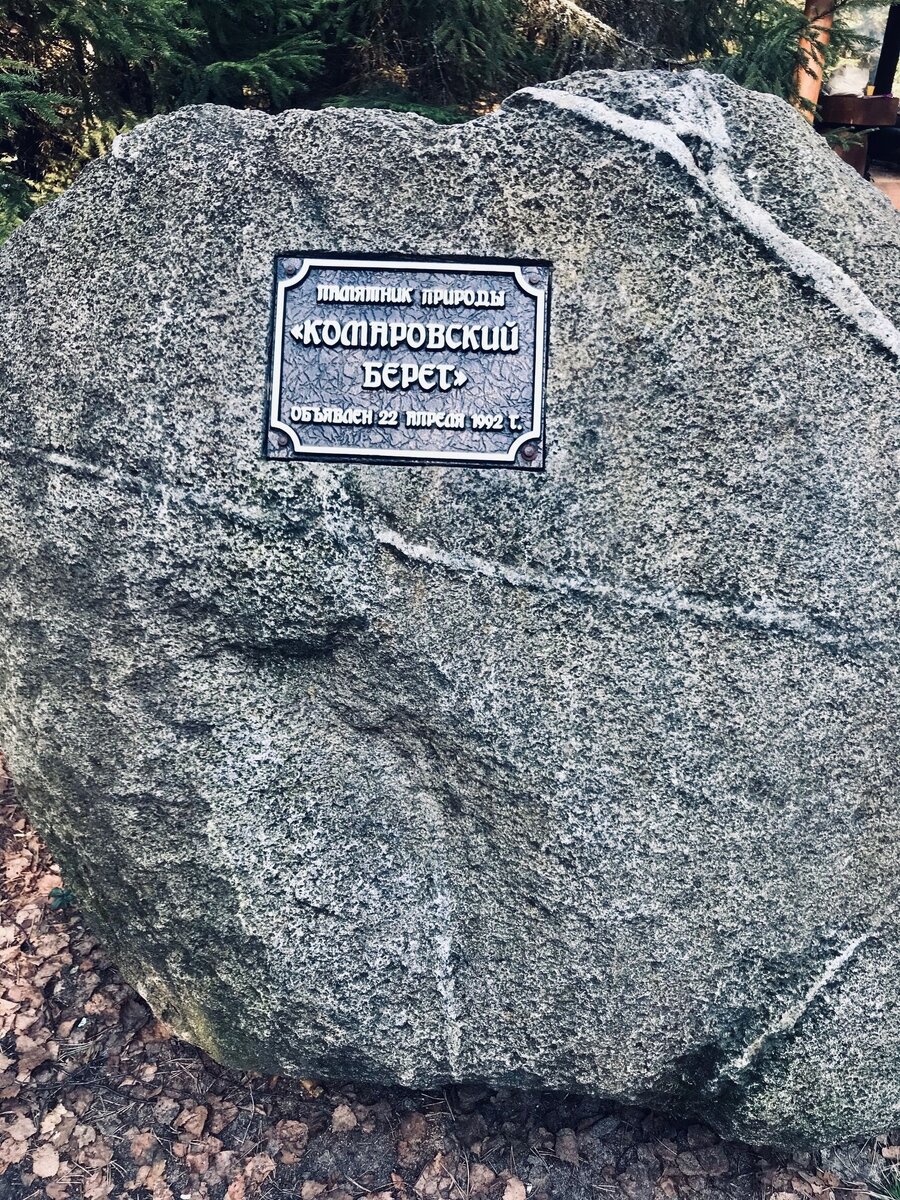 ПАМЯТНИК ПРИРОДЫ
«КОМАРОВСКИЙ
БЕРЕГ»
ОБЪЯВЛЕН 22 АПРЕЛЯ 1992 Г.